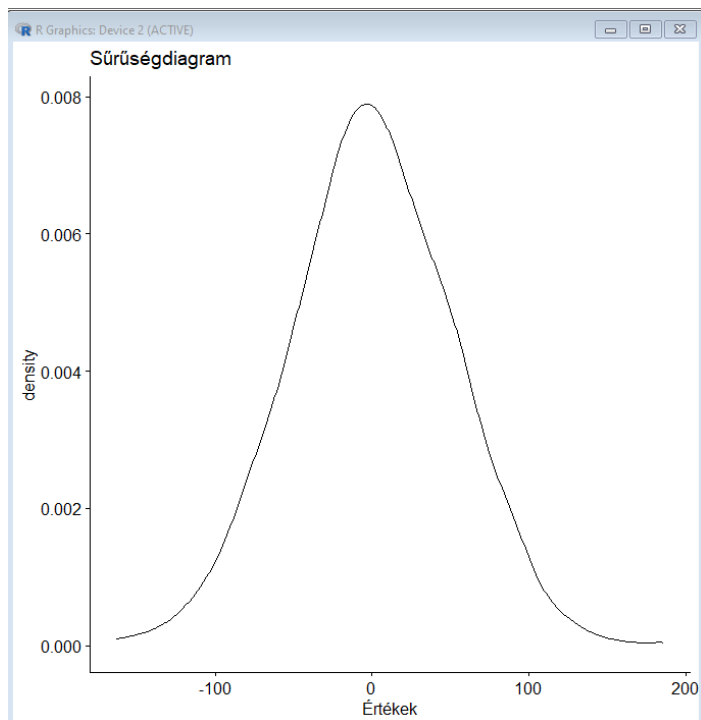 R Graphics: Device 2 (ACTIVE)
Sűrűségdiagram
0.008
0.006
0.004
0.002
0.000
density
-100
0
100
200
Értékek